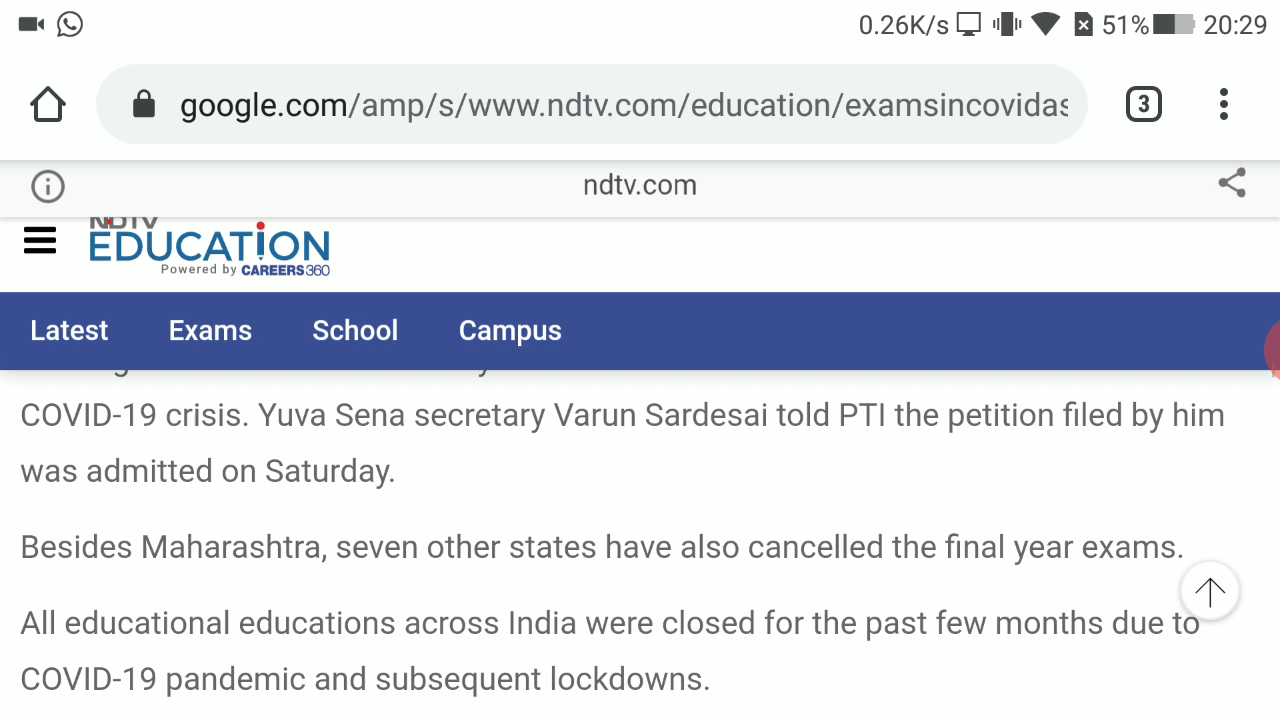 0.26K/s 51% 20:29
google.com/amp/s/www.ndtv.com/education/examsincovidas
3
ndtv.com
NDTV
EDUCATION
Powered by CAREERS360
Latest Exams School Campus
COVID-19 crisis. Yuva Sena secretary Varun Sardesai told PTI the petition filed by him
was admitted on Saturday.
Besides Maharashtra, seven other states have also cancelled the final year exams.
All educational educations across India were closed for the past few months due to
COVID-19 pandemic and subsequent lockdowns.